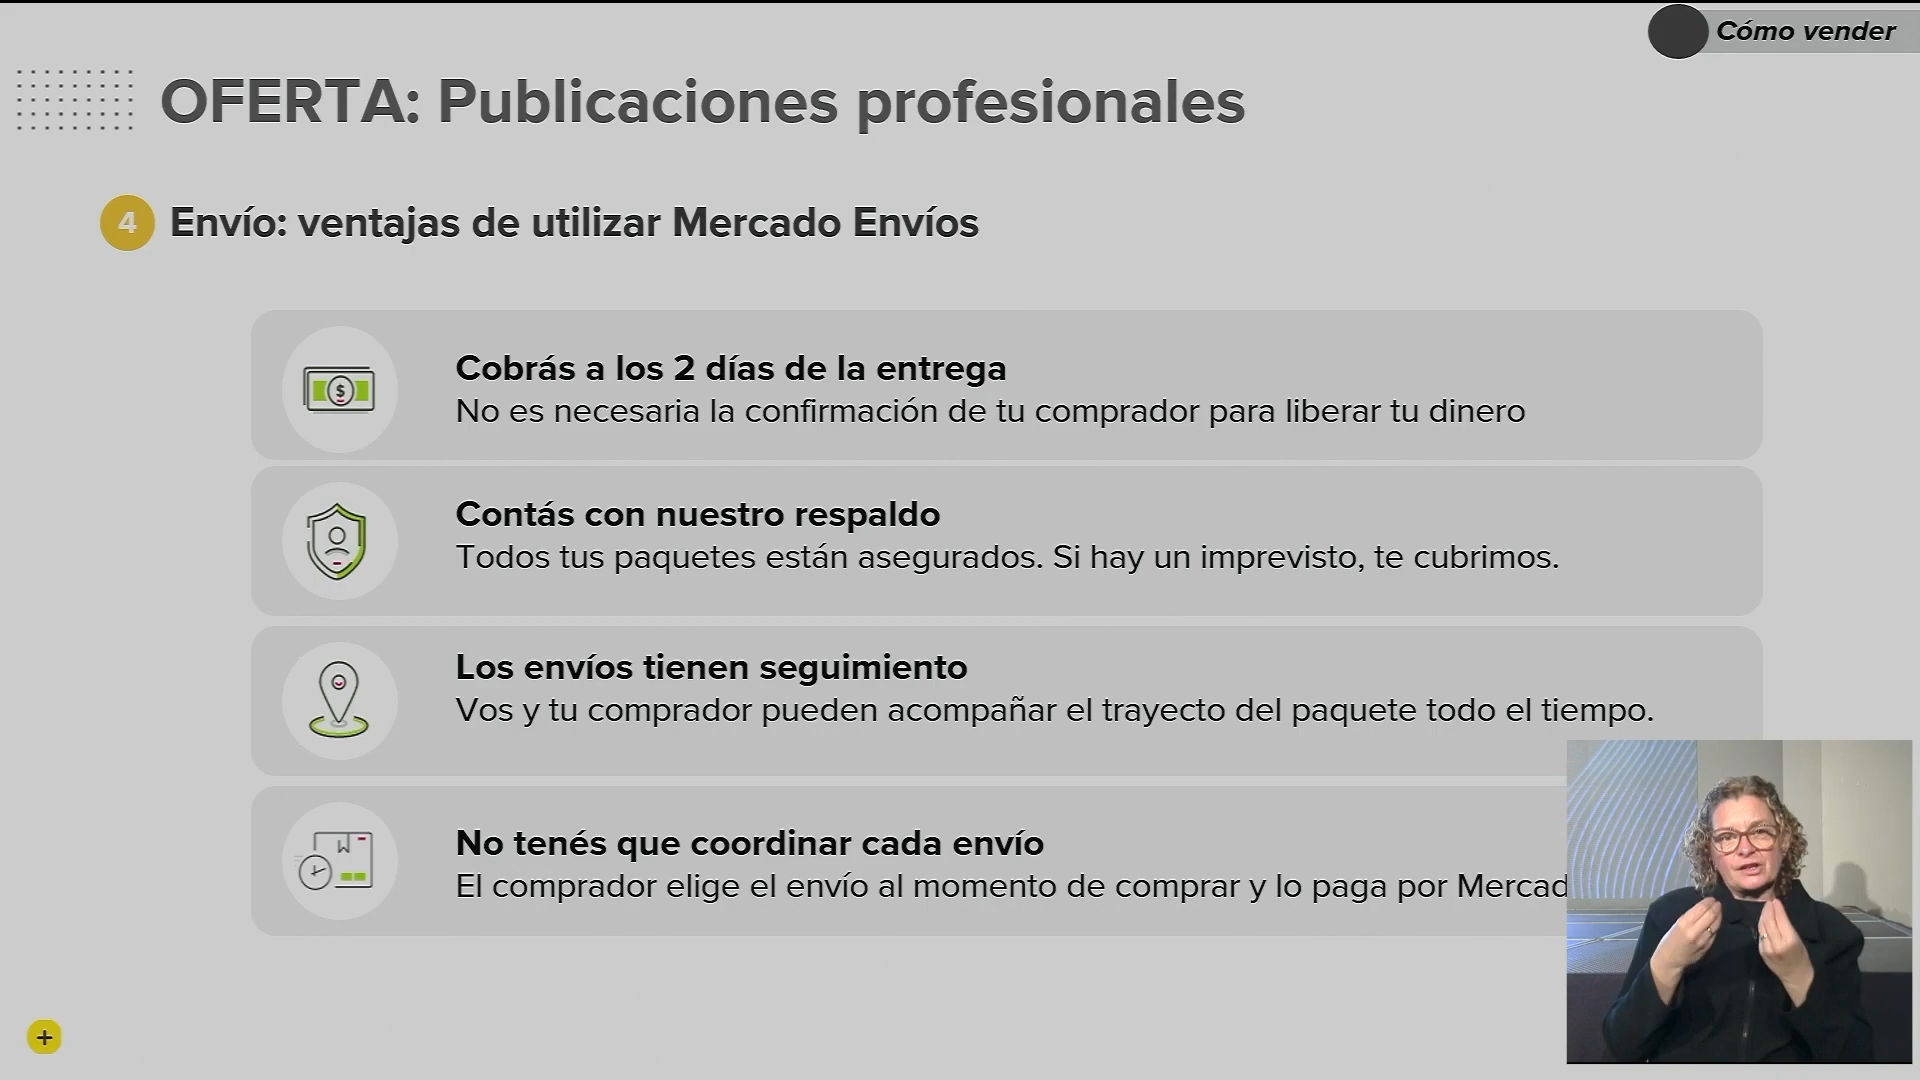 Cómo vender
OFERTA: Publicaciones profesionales
4 Envío: ventajas de utilizar Mercado Envíos
$
Cobrás a los 2 días de la entrega
No es necesaria la confirmación de tu comprador para liberar tu dinero
Contás con nuestro respaldo
Todos tus paquetes están asegurados. Si hay un imprevisto, te cubrimos.
Los envíos tienen seguimiento
Vos y tu comprador pueden acompañar el trayecto del paquete todo el tiempo.
No tenés que coordinar cada envío
El comprador elige el envío al momento de comprar y lo paga por Mercad
+